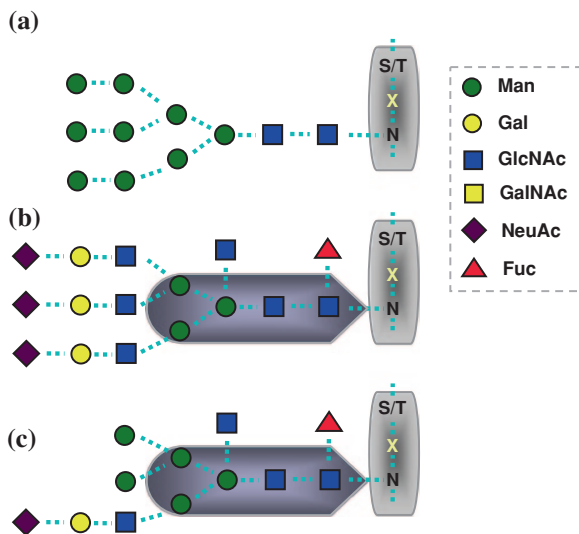 (a)
S/T
X
N
Man
Gal
GlcNAc
GalNAc
NeuAc
Fuc
(b)
S/T
X
N
(c)
S/T
X
N